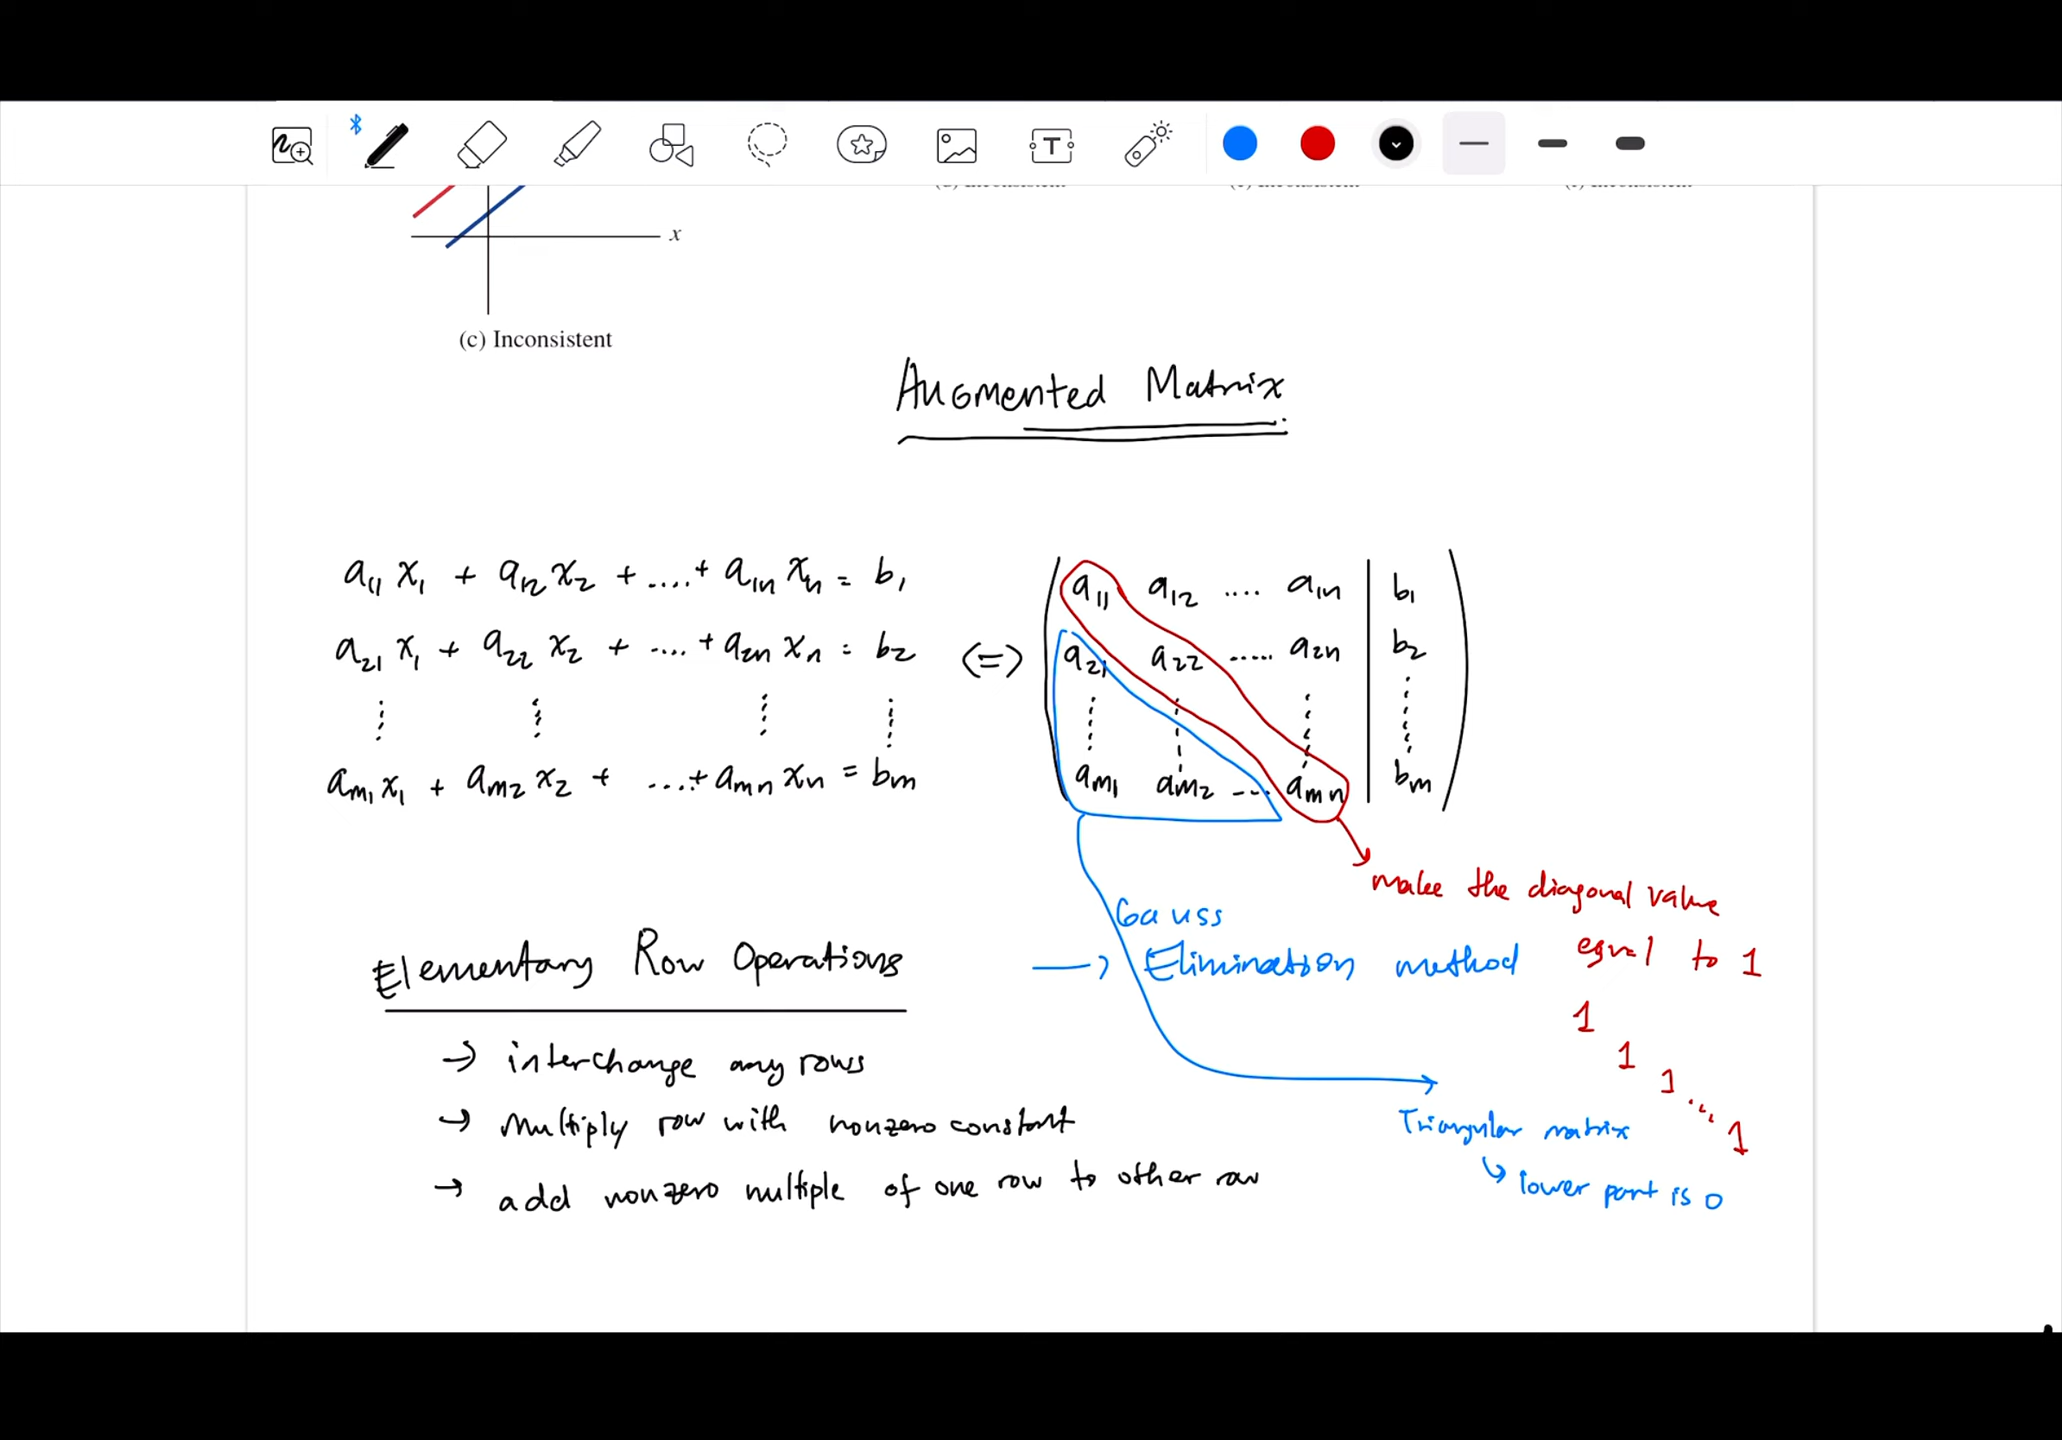 x
(c) Inconsistent
Augmented Matrix
a11 x1 + a12 x2 + ....+ a1n xn = b1
a21 x1 + a22 x2 + ....+ a2n xn = b2
am1 x1 + am2 x2 + ....+ amn xn = bm
<=>
a11 a12 .... a1n | b1
a21 a22 ..... a2n | b2
am1 am2 ---- amn | bm
make the diagonal value
equal to 1
1
1
1
...
1
Gauss
Elimination method
Triangular matrix
lower part is 0
Elementary Row Operations
→ interchange any rows
→ Multiply row with nonzero constant
→ add nonzero multiple of one row to other row